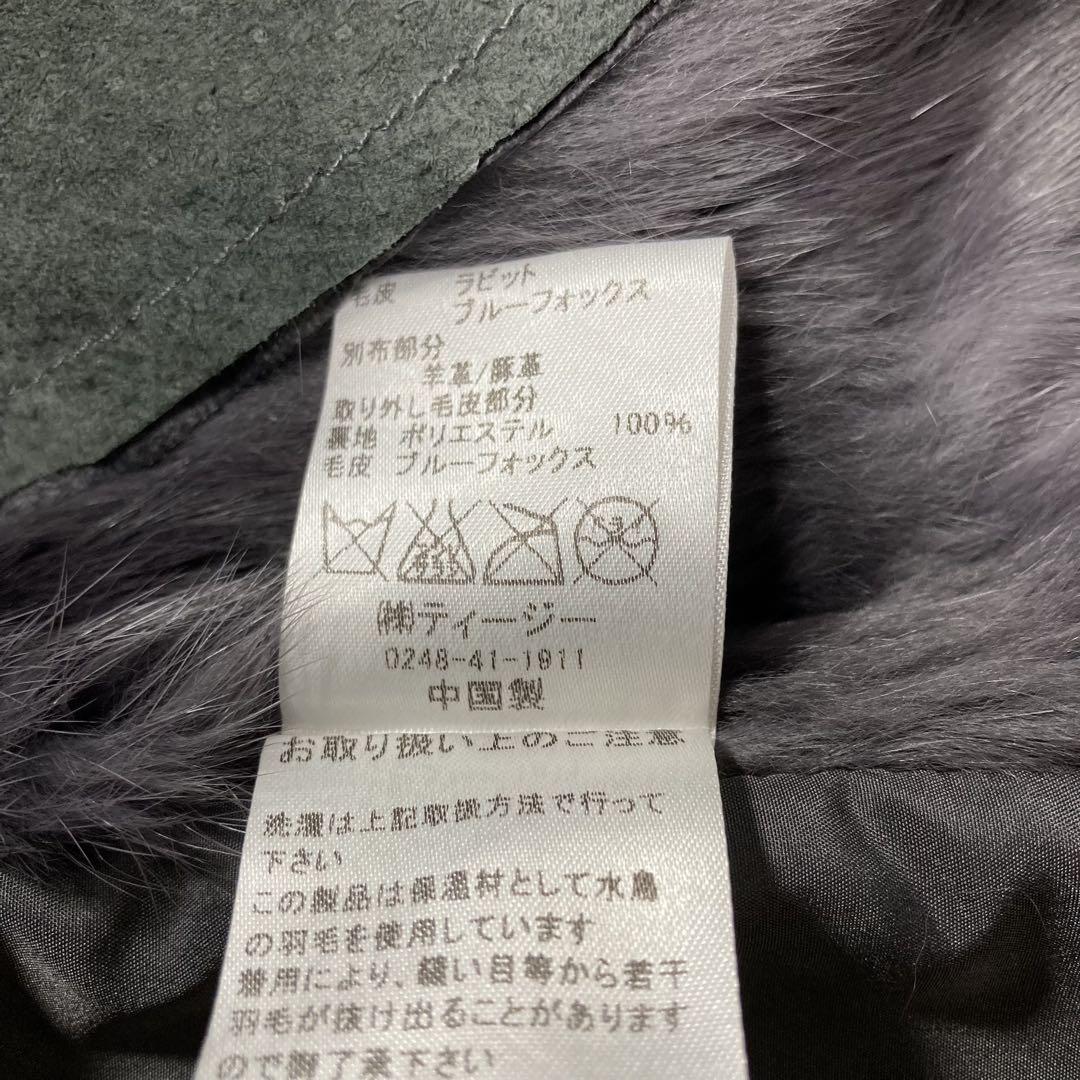 毛皮 ラビット
ブルーフォックス
別布部分
羊革/豚革
取り外し毛皮部分
裏地 ポリエステル 100%
毛皮 ブルーフォックス
㈱ティージー
0248-41-1911
中国製
お取り扱い上のご注意
洗濯は上記取扱方法で行って
下さい
この製品は保温材として水鳥
の羽毛を使用しています
着用により、縫い目等から若干
羽毛が抜け出ることがあります
ので御了承下さい